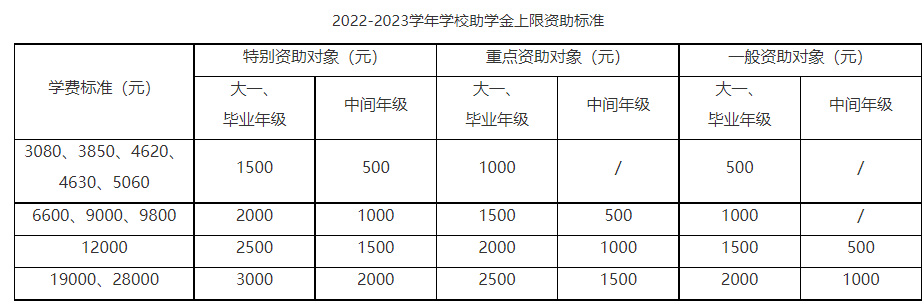 2022-2023学年学校助学金上限资助标准
学费标准（元） 特别资助对象（元） 重点资助对象（元） 一般资助对象（元）
大一、 中间年级 大一、 中间年级 大一、 中间年级
毕业年级 毕业年级 毕业年级
3080、3850、4620、 1500 500 1000 / 500 /
4630、5060
6600、9000、9800 2000 1000 1500 500 1000 /
12000 2500 1500 2000 1000 1500 500
19000、28000 3000 2000 2500 1500 2000 1000